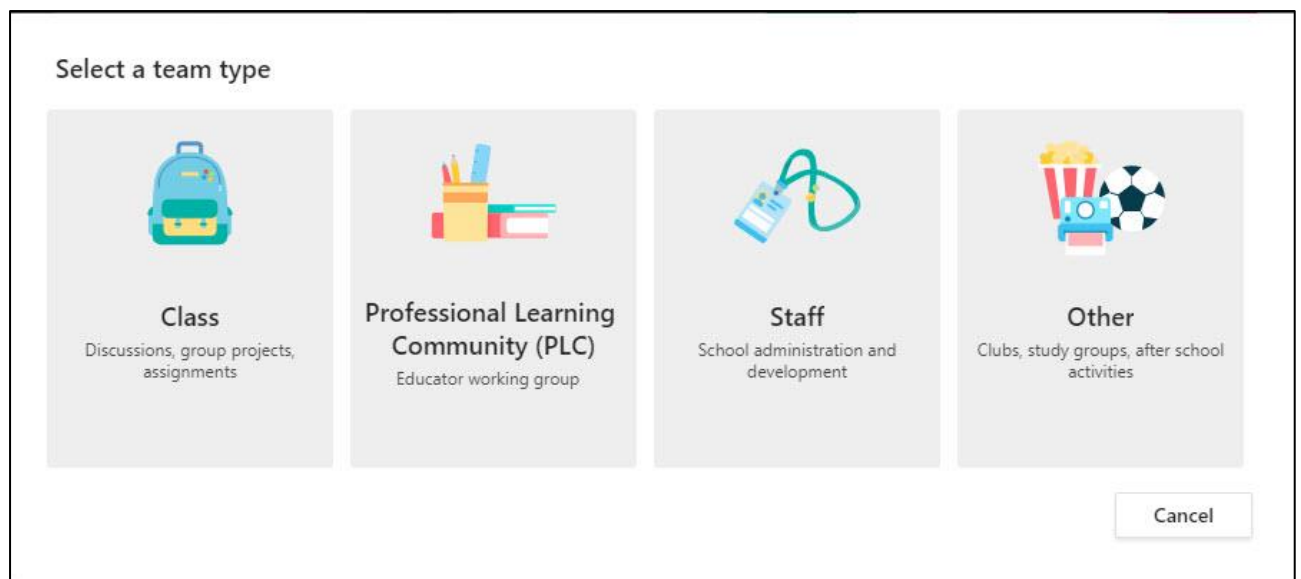 Select a team type
Class
Discussions, group projects,
assignments
Professional Learning
Community (PLC)
Educator working group
Staff
School administration and
development
Other
Clubs, study groups, after school
activities
Cancel